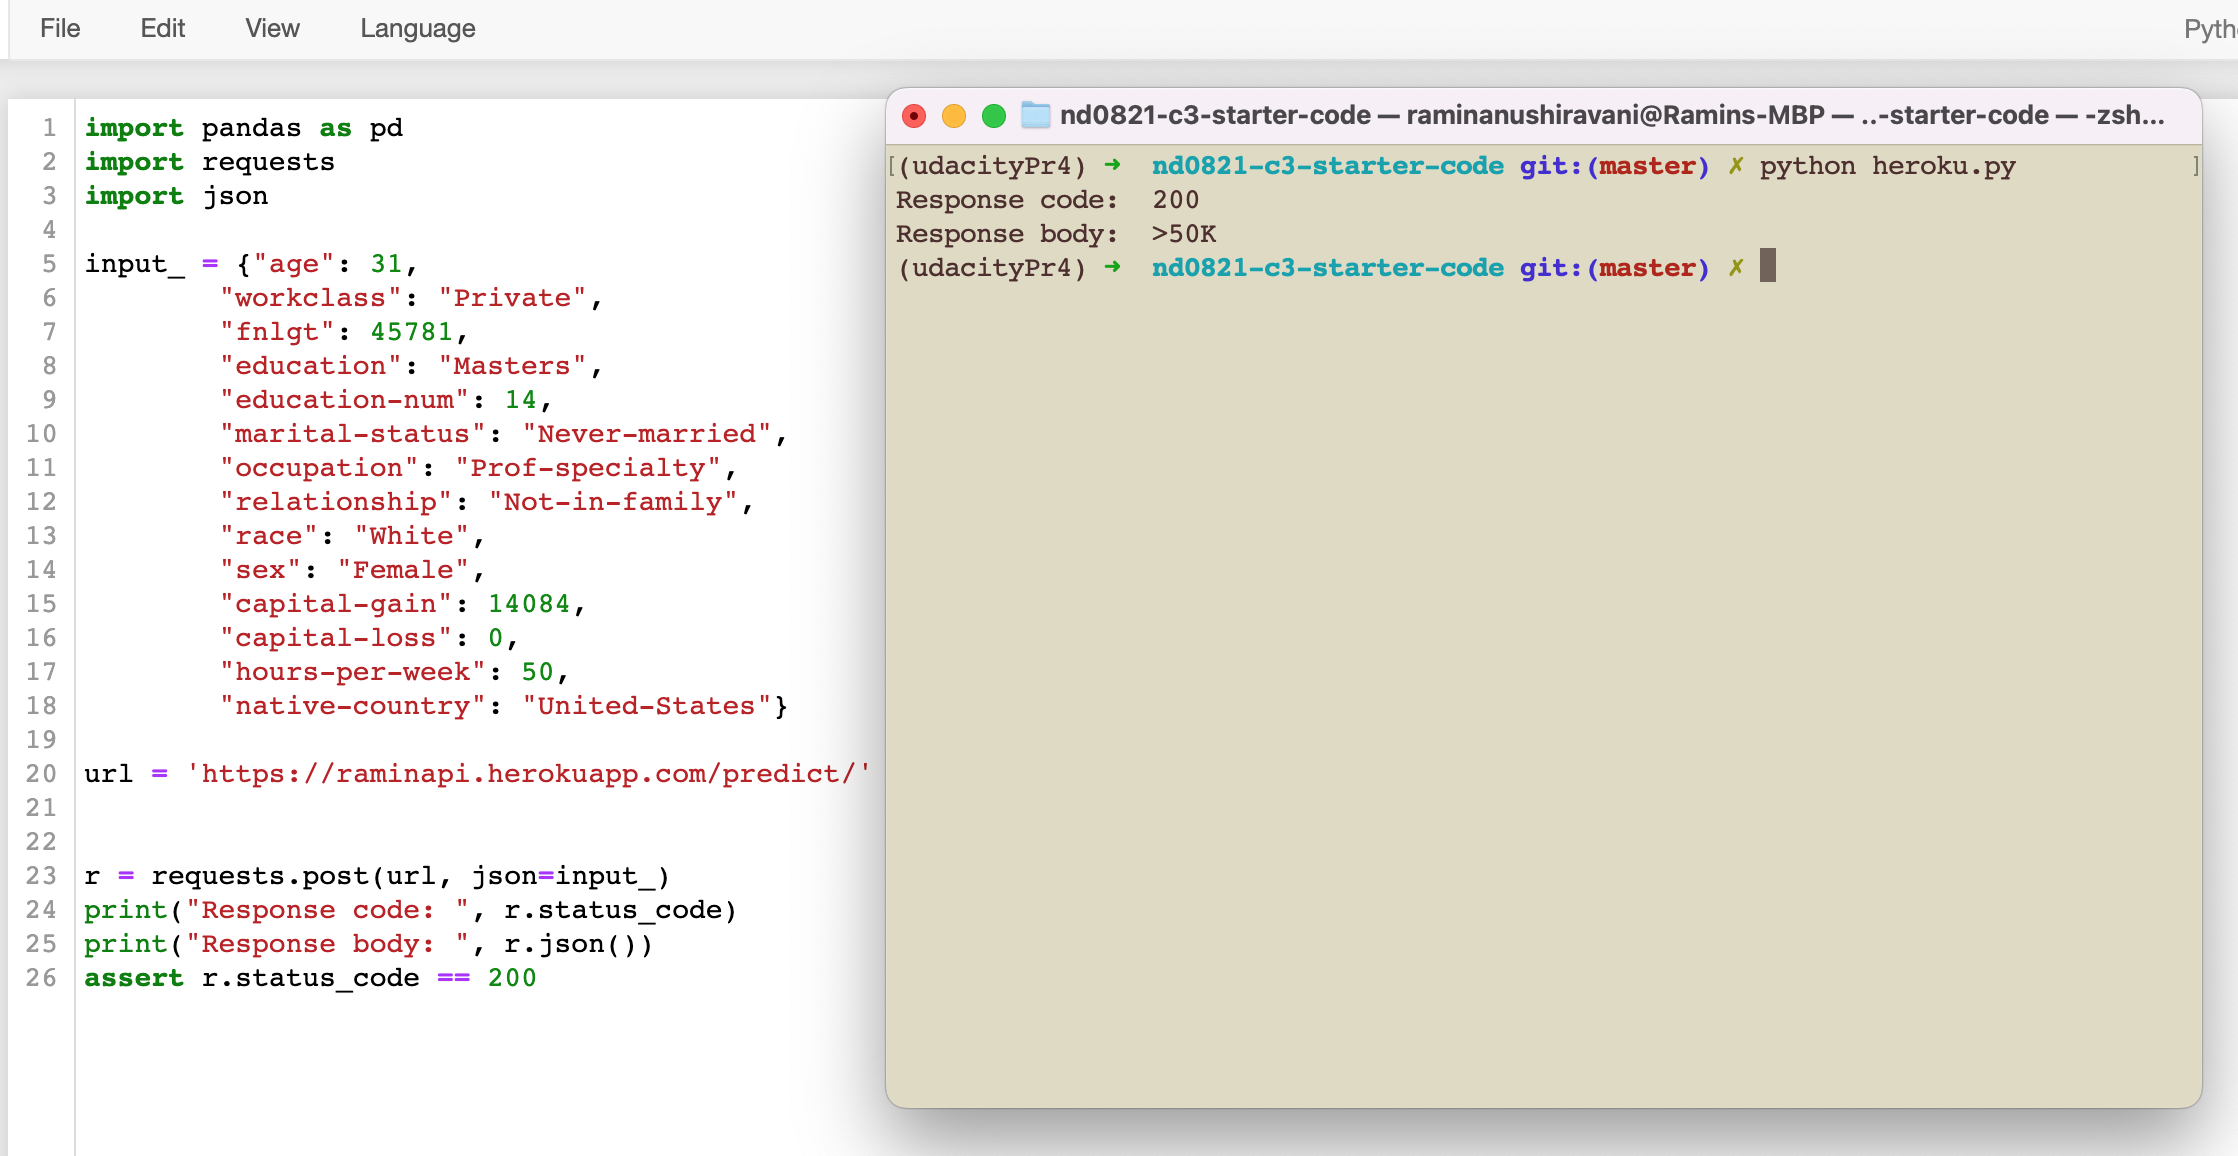 File Edit View Language
1 import pandas as pd
2 import requests
3 import json
4
5 input_ = {"age": 31,
6 "workclass": "Private",
7 "fnlgt": 45781,
8 "education": "Masters",
9 "education-num": 14,
10 "marital-status": "Never-married",
11 "occupation": "Prof-specialty",
12 "relationship": "Not-in-family",
13 "race": "White",
14 "sex": "Female",
15 "capital-gain": 14084,
16 "capital-loss": 0,
17 "hours-per-week": 50,
18 "native-country": "United-States"}
19
20 url = 'https://raminapi.herokuapp.com/predict/'
21
22
23 r = requests.post(url, json=input_)
24 print("Response code: ", r.status_code)
25 print("Response body: ", r.json())
26 assert r.status_code == 200
nd0821-c3-starter-code — raminanushiravani@Ramins-MBP — ..-starter-code — -zsh...
[(udacityPr4) ➜ nd0821-c3-starter-code git:(master) ✗ python heroku.py ]
Response code: 200
Response body: >50K
(udacityPr4) ➜ nd0821-c3-starter-code git:(master) ✗